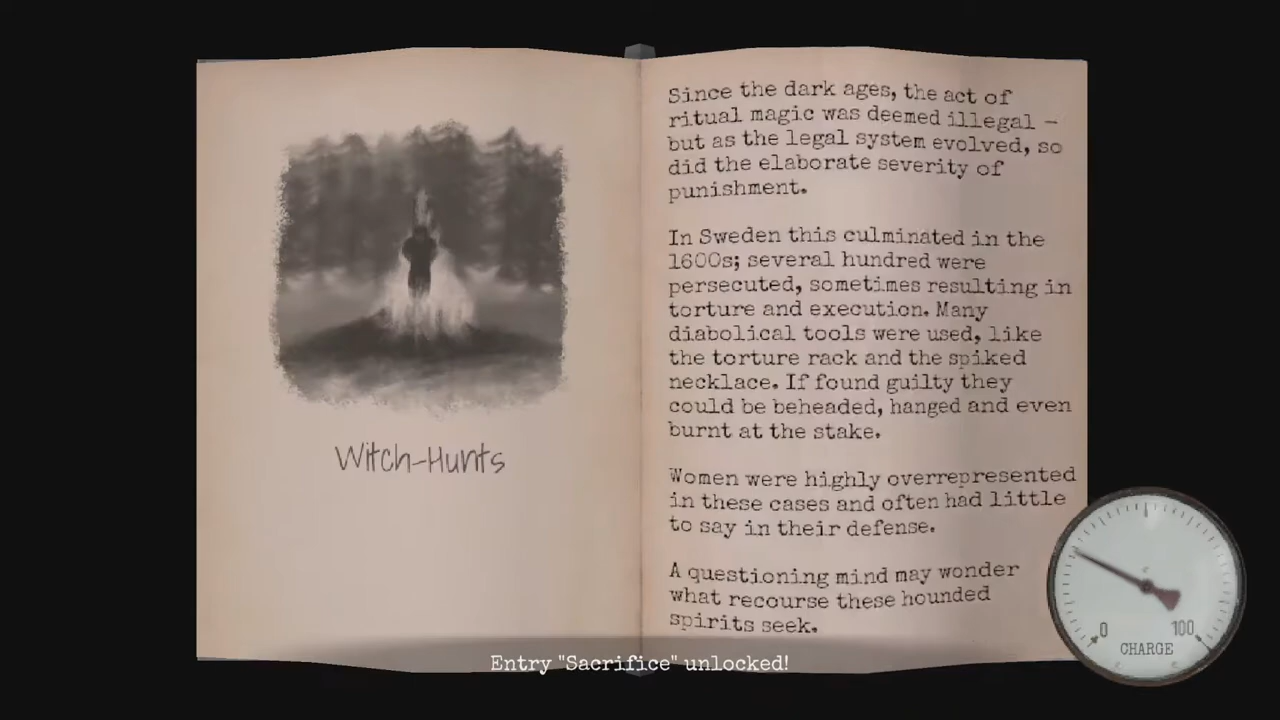 Since the dark ages, the act of
ritual magic was deemed illegal –
but as the legal system evolved, so
did the elaborate severity of
punishment.
In Sweden this culminated in the
1600s; several hundred were
persecuted, sometimes resulting in
torture and execution. Many
diabolical tools were used, like
the torture rack and the spiked
necklace. If found guilty they
could be beheaded, hanged and even
burnt at the stake.
Women were highly overrepresented
in these cases and often had little
to say in their defense.
A questioning mind may wonder
what recourse these hounded
spirits seek.
Witch-Hunts
Entry "Sacrifice" unlocked!
0
100
CHARGE